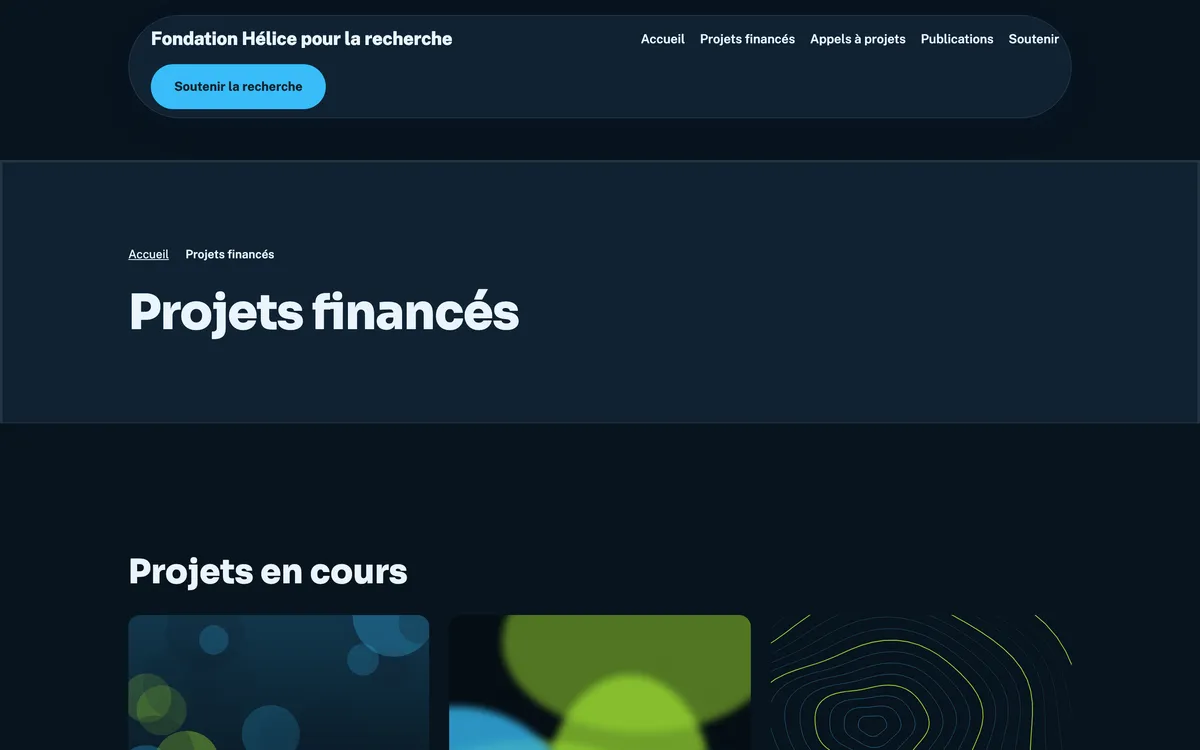 Fondation Hélice pour la recherche
Accueil Projets financés Appels à projets Publications Soutenir
Soutenir la recherche
Accueil Projets financés
Projets financés
Projets en cours